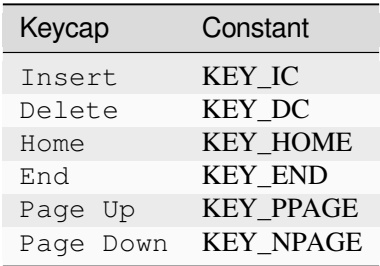 Keycap Constant
Insert KEY_IC
Delete KEY_DC
Home KEY_HOME
End KEY_END
Page Up KEY_PPAGE
Page Down KEY_NPAGE